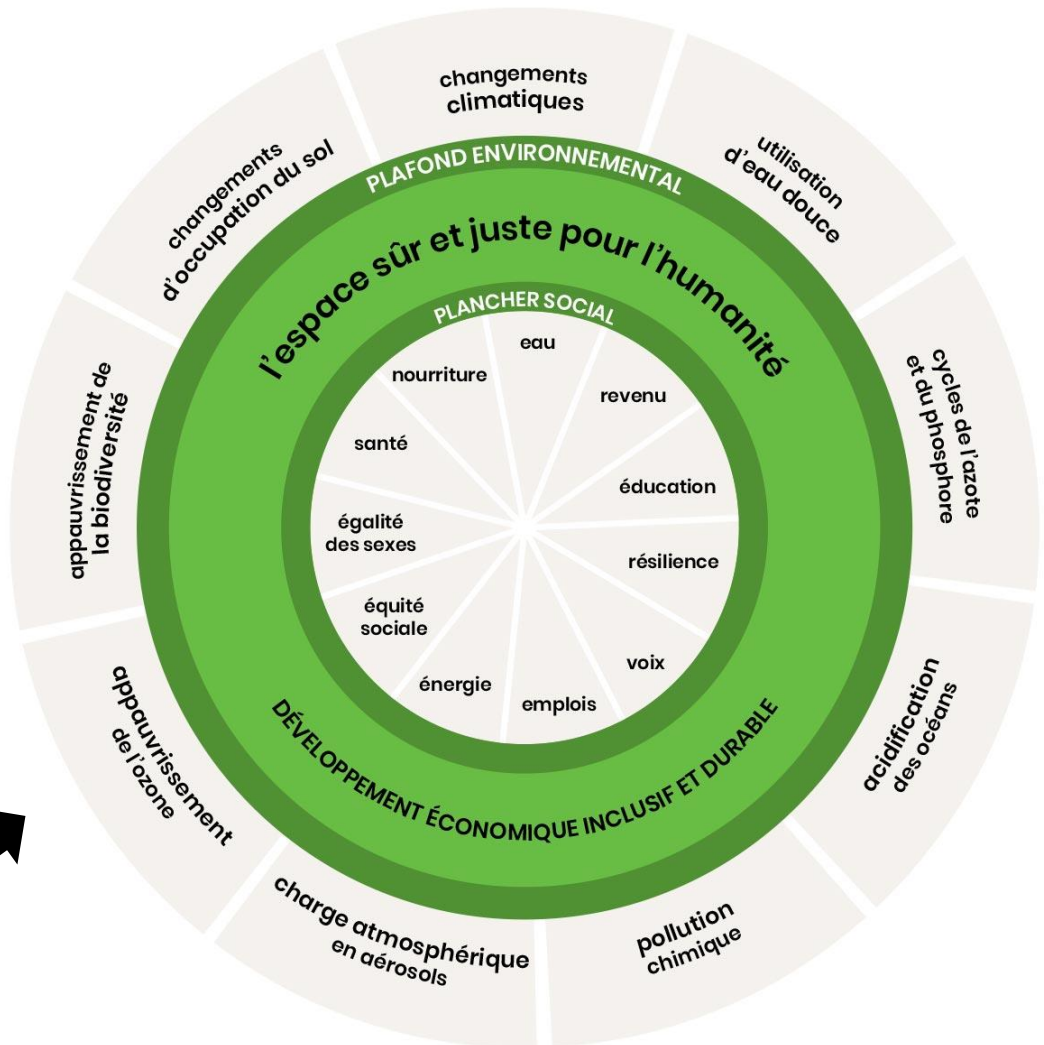 changements
climatiques
utilisation
d'eau douce
cycles de l'azote
et du phosphore
acidification
des océans
pollution
chimique
charge atmosphérique
en aérosols
appauvrissement
de l'ozone
appauvrissement de
la biodiversité
changements
d'occupation du sol
PLAFOND ENVIRONNEMENTAL
l'espace sûr et juste pour l'humanité
PLANCHER SOCIAL
eau
revenu
éducation
résilience
voix
emplois
énergie
équité
sociale
égalité
des sexes
santé
nourriture
DÉVELOPPEMENT ÉCONOMIQUE INCLUSIF ET DURABLE